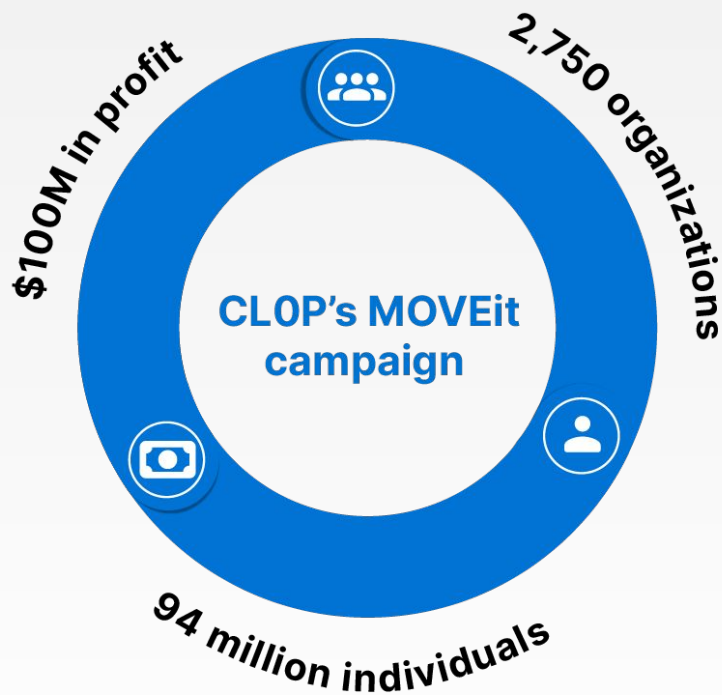 $100M in profit
2,750 organizations
CL0P’s MOVEit
campaign
94 million individuals